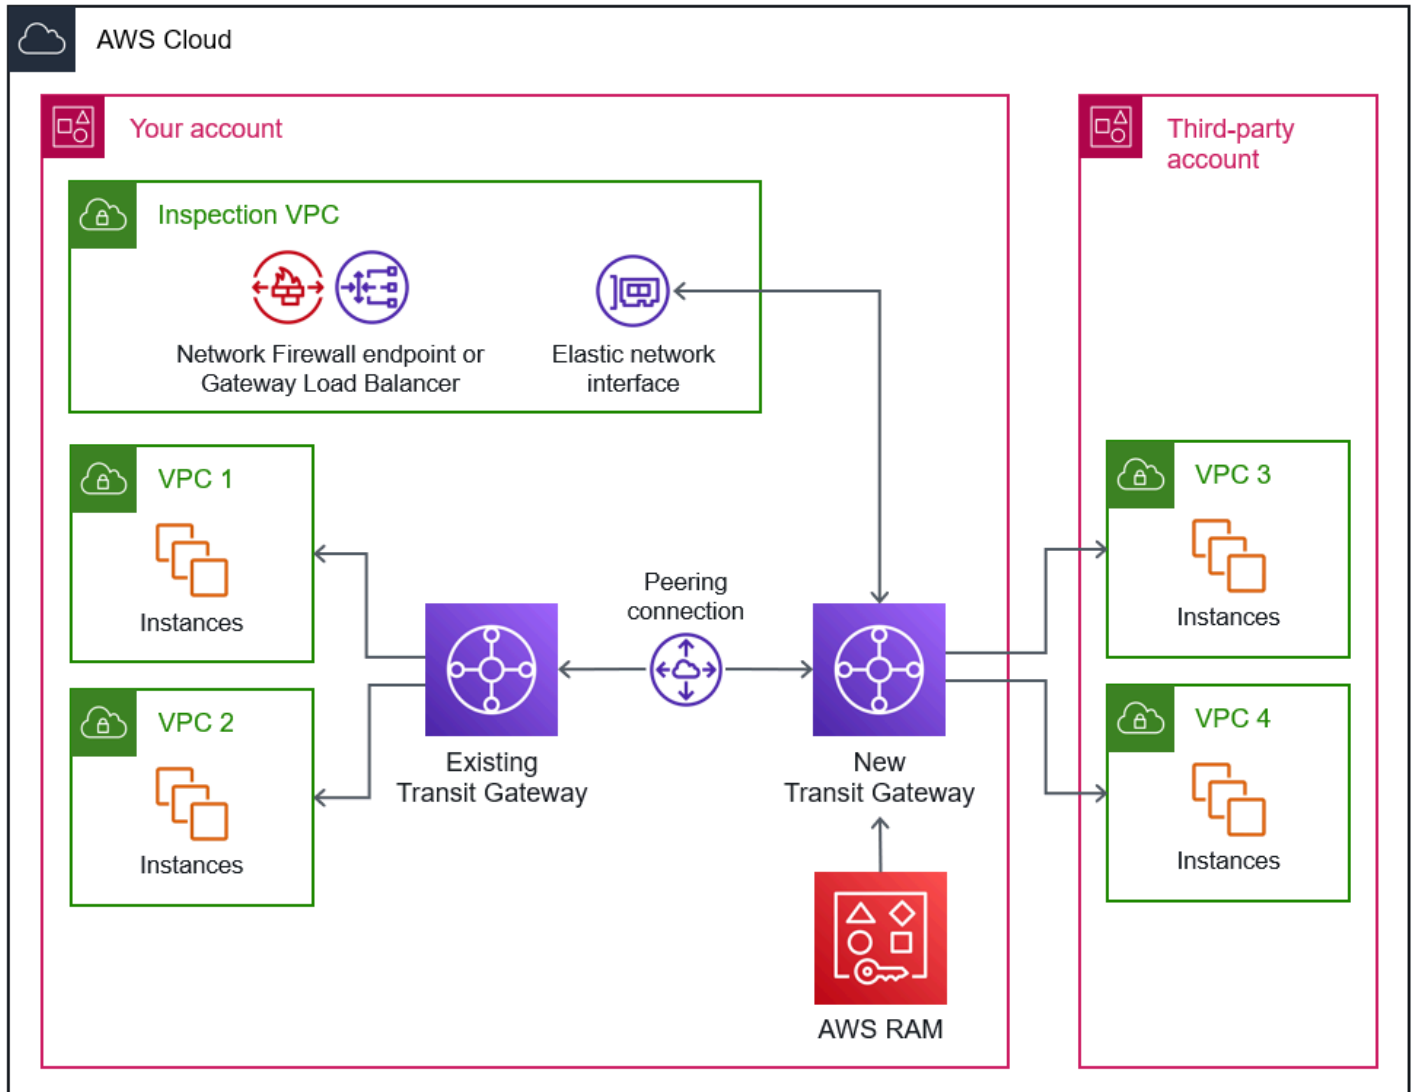 AWS Cloud
Your account
Third-party
account
Inspection VPC
Network Firewall endpoint or
Gateway Load Balancer
Elastic network
interface
VPC 1
Instances
VPC 2
Instances
Peering
connection
Existing
Transit Gateway
New
Transit Gateway
AWS RAM
VPC 3
Instances
VPC 4
Instances